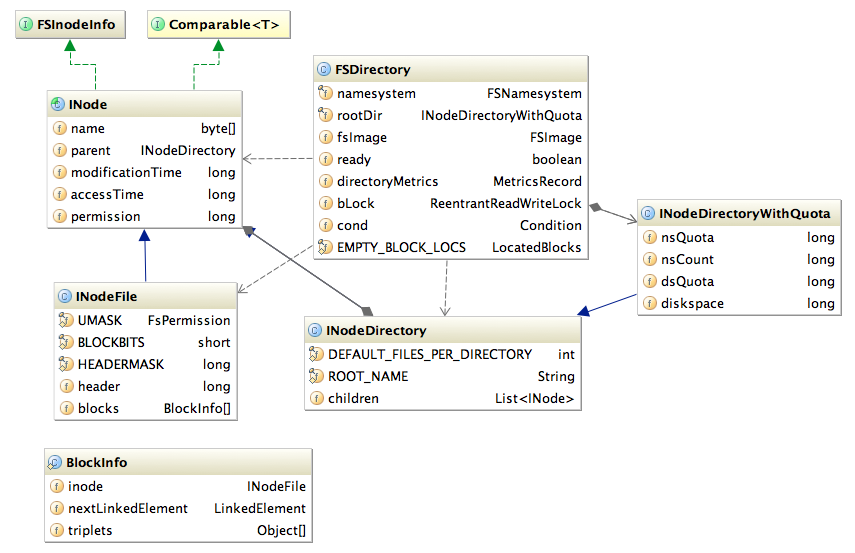 FSInodeInfo
Comparable<T>
INode
name byte[]
parent INodeDirectory
modificationTime long
accessTime long
permission long
FSDirectory
namesystem FSNamesystem
rootDir INodeDirectoryWithQuota
fsImage FSImage
ready boolean
directoryMetrics MetricsRecord
bLock ReentrantReadWriteLock
cond Condition
EMPTY_BLOCK_LOCS LocatedBlocks
INodeDirectoryWithQuota
nsQuota long
nsCount long
dsQuota long
diskspace long
INodeFile
UMASK FsPermission
BLOCKBITS short
HEADERMASK long
header long
blocks BlockInfo[]
INodeDirectory
DEFAULT_FILES_PER_DIRECTORY int
ROOT_NAME String
children List<INode>
BlockInfo
inode INodeFile
nextLinkedElement LinkedElement
triplets Object[]